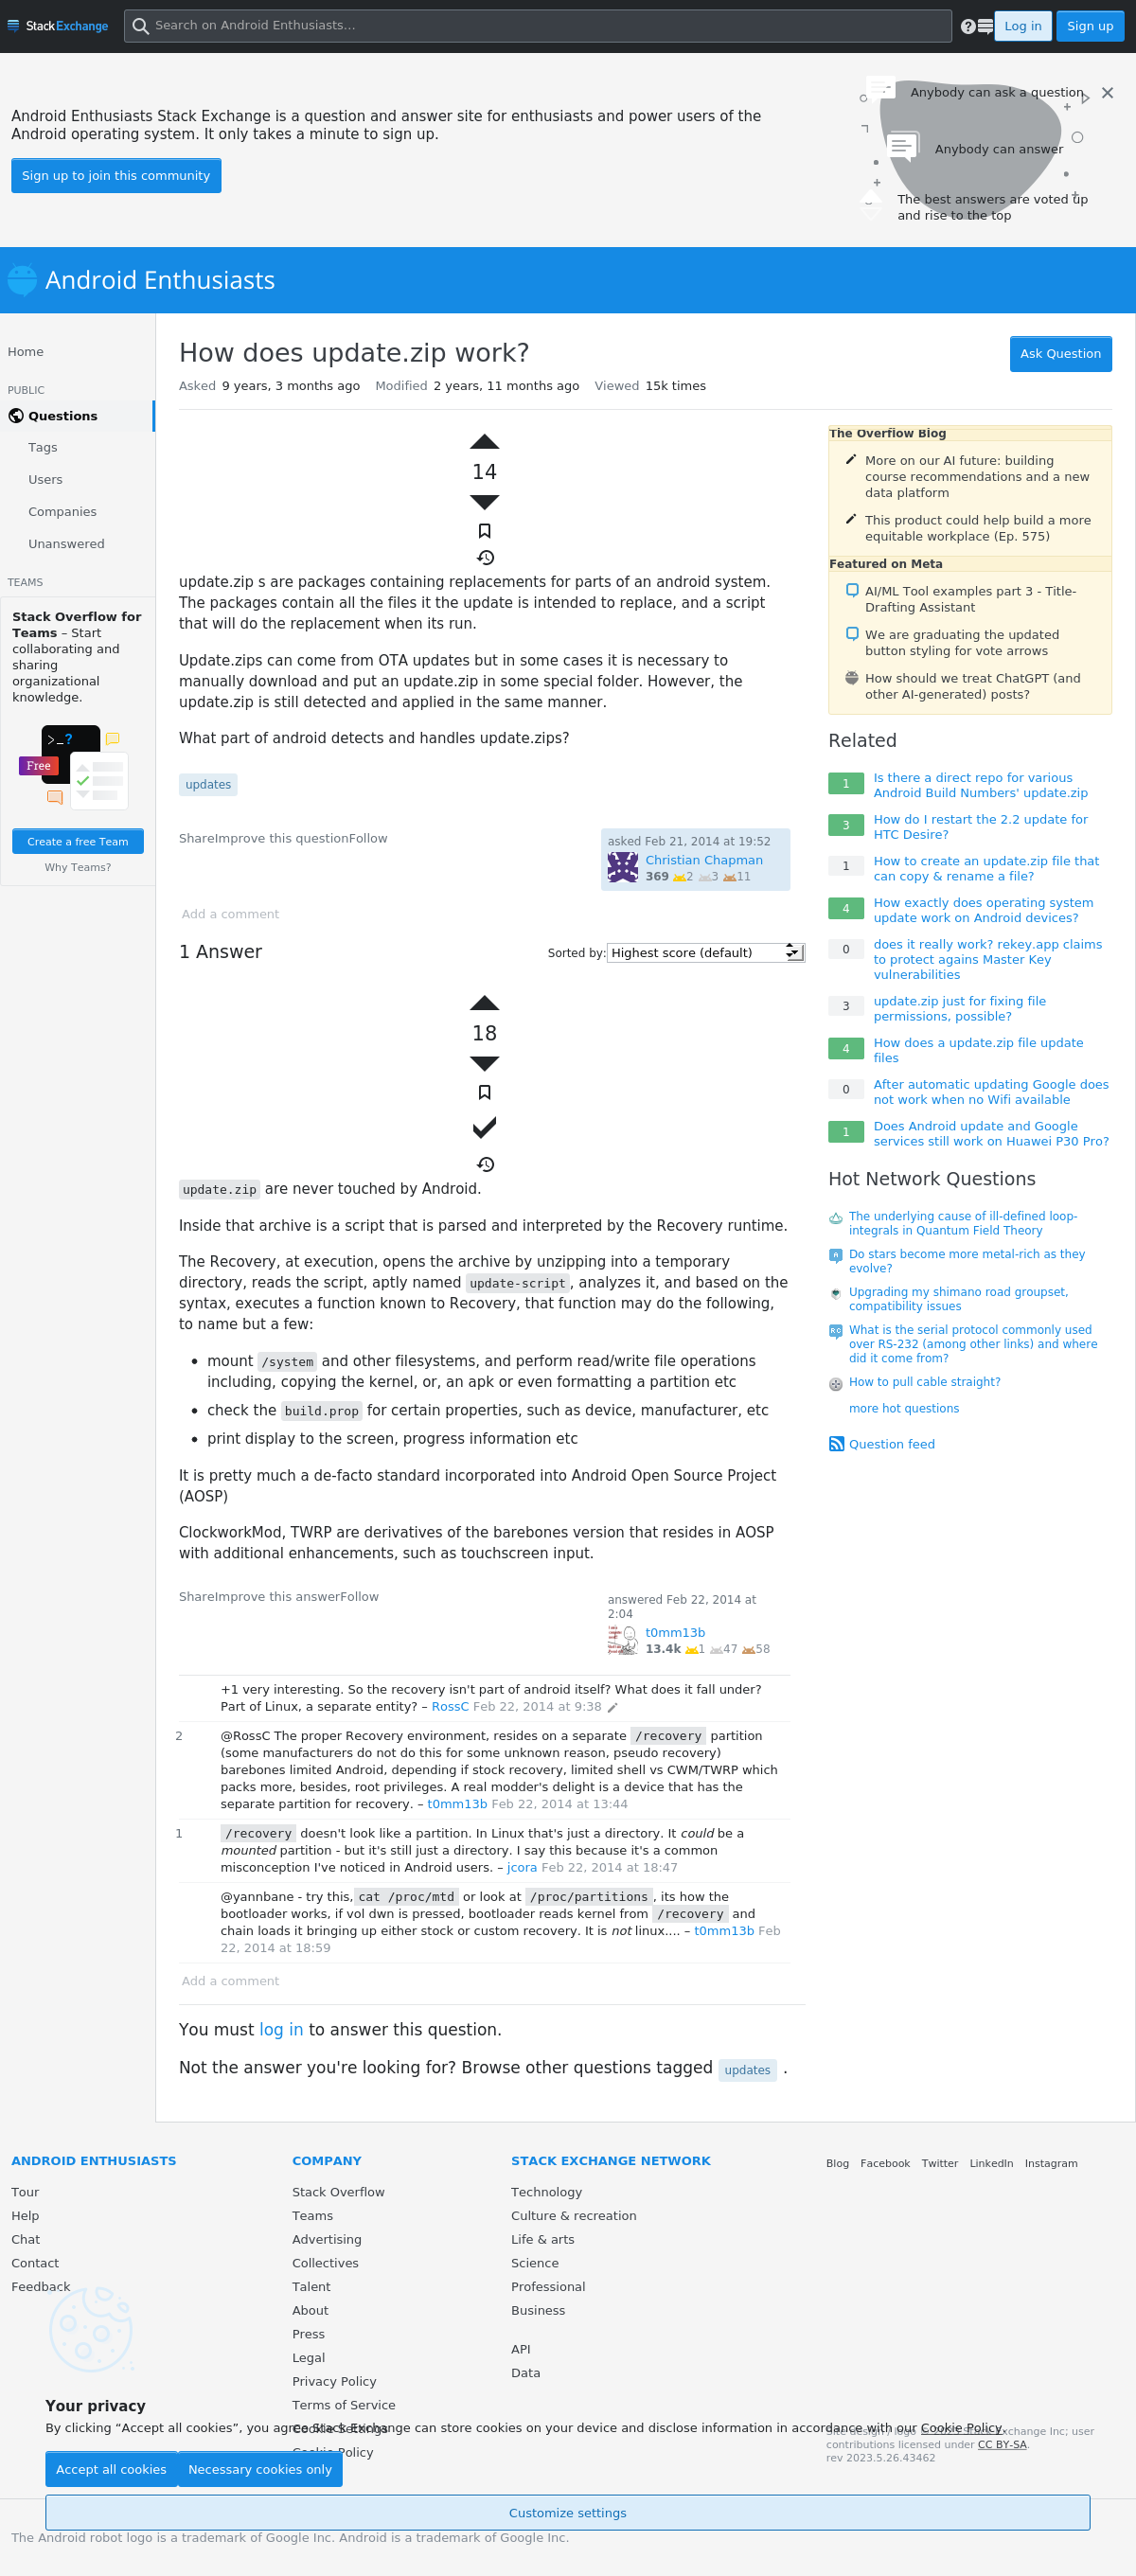 StackExchange
Search on Android Enthusiasts…
Log in
Sign up
Android Enthusiasts Stack Exchange is a question and answer site for enthusiasts and power users of the
Android operating system. It only takes a minute to sign up.
Sign up to join this community
Anybody can ask a question
Anybody can answer
The best answers are voted up
and rise to the top
Android Enthusiasts
Home
PUBLIC
Questions
Tags
Users
Companies
Unanswered
TEAMS
Stack Overflow for
Teams – Start
collaborating and
sharing
organizational
knowledge.
>_?
Free
Create a free Team
Why Teams?
How does update.zip work?
Ask Question
Asked 9 years, 3 months ago Modified 2 years, 11 months ago Viewed 15k times
14
update.zip s are packages containing replacements for parts of an android system.
The packages contain all the files it the update is intended to replace, and a script
that will do the replacement when its run.
Update.zips can come from OTA updates but in some cases it is necessary to
manually download and put an update.zip in some special folder. However, the
update.zip is still detected and applied in the same manner.
What part of android detects and handles update.zips?
updates
ShareImprove this questionFollow
asked Feb 21, 2014 at 19:52
Christian Chapman
369 2 3 11
Add a comment
1 Answer
Sorted by: Highest score (default)
18
update.zip are never touched by Android.
Inside that archive is a script that is parsed and interpreted by the Recovery runtime.
The Recovery, at execution, opens the archive by unzipping into a temporary
directory, reads the script, aptly named update-script, analyzes it, and based on the
syntax, executes a function known to Recovery, that function may do the following,
to name but a few:
• mount /system and other filesystems, and perform read/write file operations
including, copying the kernel, or, an apk or even formatting a partition etc
• check the build.prop for certain properties, such as device, manufacturer, etc
• print display to the screen, progress information etc
It is pretty much a de-facto standard incorporated into Android Open Source Project
(AOSP)
ClockworkMod, TWRP are derivatives of the barebones version that resides in AOSP
with additional enhancements, such as touchscreen input.
ShareImprove this answerFollow
answered Feb 22, 2014 at
2:04
t0mm13b
13.4k 1 47 58
+1 very interesting. So the recovery isn't part of android itself? What does it fall under?
Part of Linux, a separate entity? – RossC Feb 22, 2014 at 9:38
2
@RossC The proper Recovery environment, resides on a separate /recovery partition
(some manufacturers do not do this for some unknown reason, pseudo recovery)
barebones limited Android, depending if stock recovery, limited shell vs CWM/TWRP which
packs more, besides, root privileges. A real modder's delight is a device that has the
separate partition for recovery. – t0mm13b Feb 22, 2014 at 13:44
1
/recovery doesn't look like a partition. In Linux that's just a directory. It could be a
mounted partition - but it's still just a directory. I say this because it's a common
misconception I've noticed in Android users. – jcora Feb 22, 2014 at 18:47
@yannbane - try this, cat /proc/mtd or look at /proc/partitions, its how the
bootloader works, if vol dwn is pressed, bootloader reads kernel from /recovery and
chain loads it bringing up either stock or custom recovery. It is not linux.... – t0mm13b Feb
22, 2014 at 18:59
Add a comment
You must log in to answer this question.
Not the answer you're looking for? Browse other questions tagged updates .
The Overflow Blog
More on our AI future: building
course recommendations and a new
data platform
This product could help build a more
equitable workplace (Ep. 575)
Featured on Meta
AI/ML Tool examples part 3 - Title-
Drafting Assistant
We are graduating the updated
button styling for vote arrows
How should we treat ChatGPT (and
other AI-generated) posts?
Related
1 Is there a direct repo for various
Android Build Numbers' update.zip
3 How do I restart the 2.2 update for
HTC Desire?
1 How to create an update.zip file that
can copy & rename a file?
4 How exactly does operating system
update work on Android devices?
0 does it really work? rekey.app claims
to protect agains Master Key
vulnerabilities
3 update.zip just for fixing file
permissions, possible?
4 How does a update.zip file update
files
0 After automatic updating Google does
not work when no Wifi available
1 Does Android update and Google
services still work on Huawei P30 Pro?
Hot Network Questions
The underlying cause of ill-defined loop-
integrals in Quantum Field Theory
Do stars become more metal-rich as they
evolve?
Upgrading my shimano road groupset,
compatibility issues
What is the serial protocol commonly used
over RS-232 (among other links) and where
did it come from?
How to pull cable straight?
more hot questions
Question feed
ANDROID ENTHUSIASTS
Tour
Help
Chat
Contact
Feedback
COMPANY
Stack Overflow
Teams
Advertising
Collectives
Talent
About
Press
Legal
Privacy Policy
Terms of Service
Cookie Settings
Cookie Policy
STACK EXCHANGE NETWORK
Technology
Culture & recreation
Life & arts
Science
Professional
Business
API
Data
Blog Facebook Twitter LinkedIn Instagram
Site design / logo © 2023 Stack Exchange Inc; user
contributions licensed under CC BY-SA.
rev 2023.5.26.43462
Your privacy
By clicking “Accept all cookies”, you agree Stack Exchange can store cookies on your device and disclose information in accordance with our Cookie Policy.
Accept all cookies
Necessary cookies only
Customize settings
The Android robot logo is a trademark of Google Inc. Android is a trademark of Google Inc.